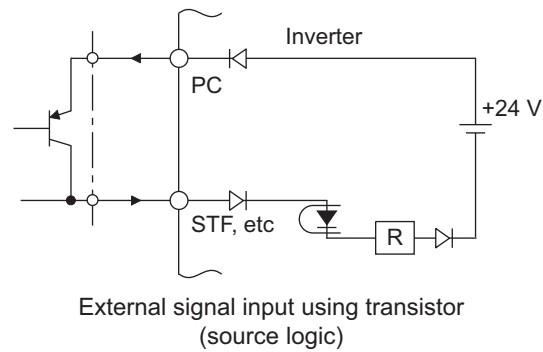 Inverter
PC
+24 V
STF, etc
R
External signal input using transistor
(source logic)